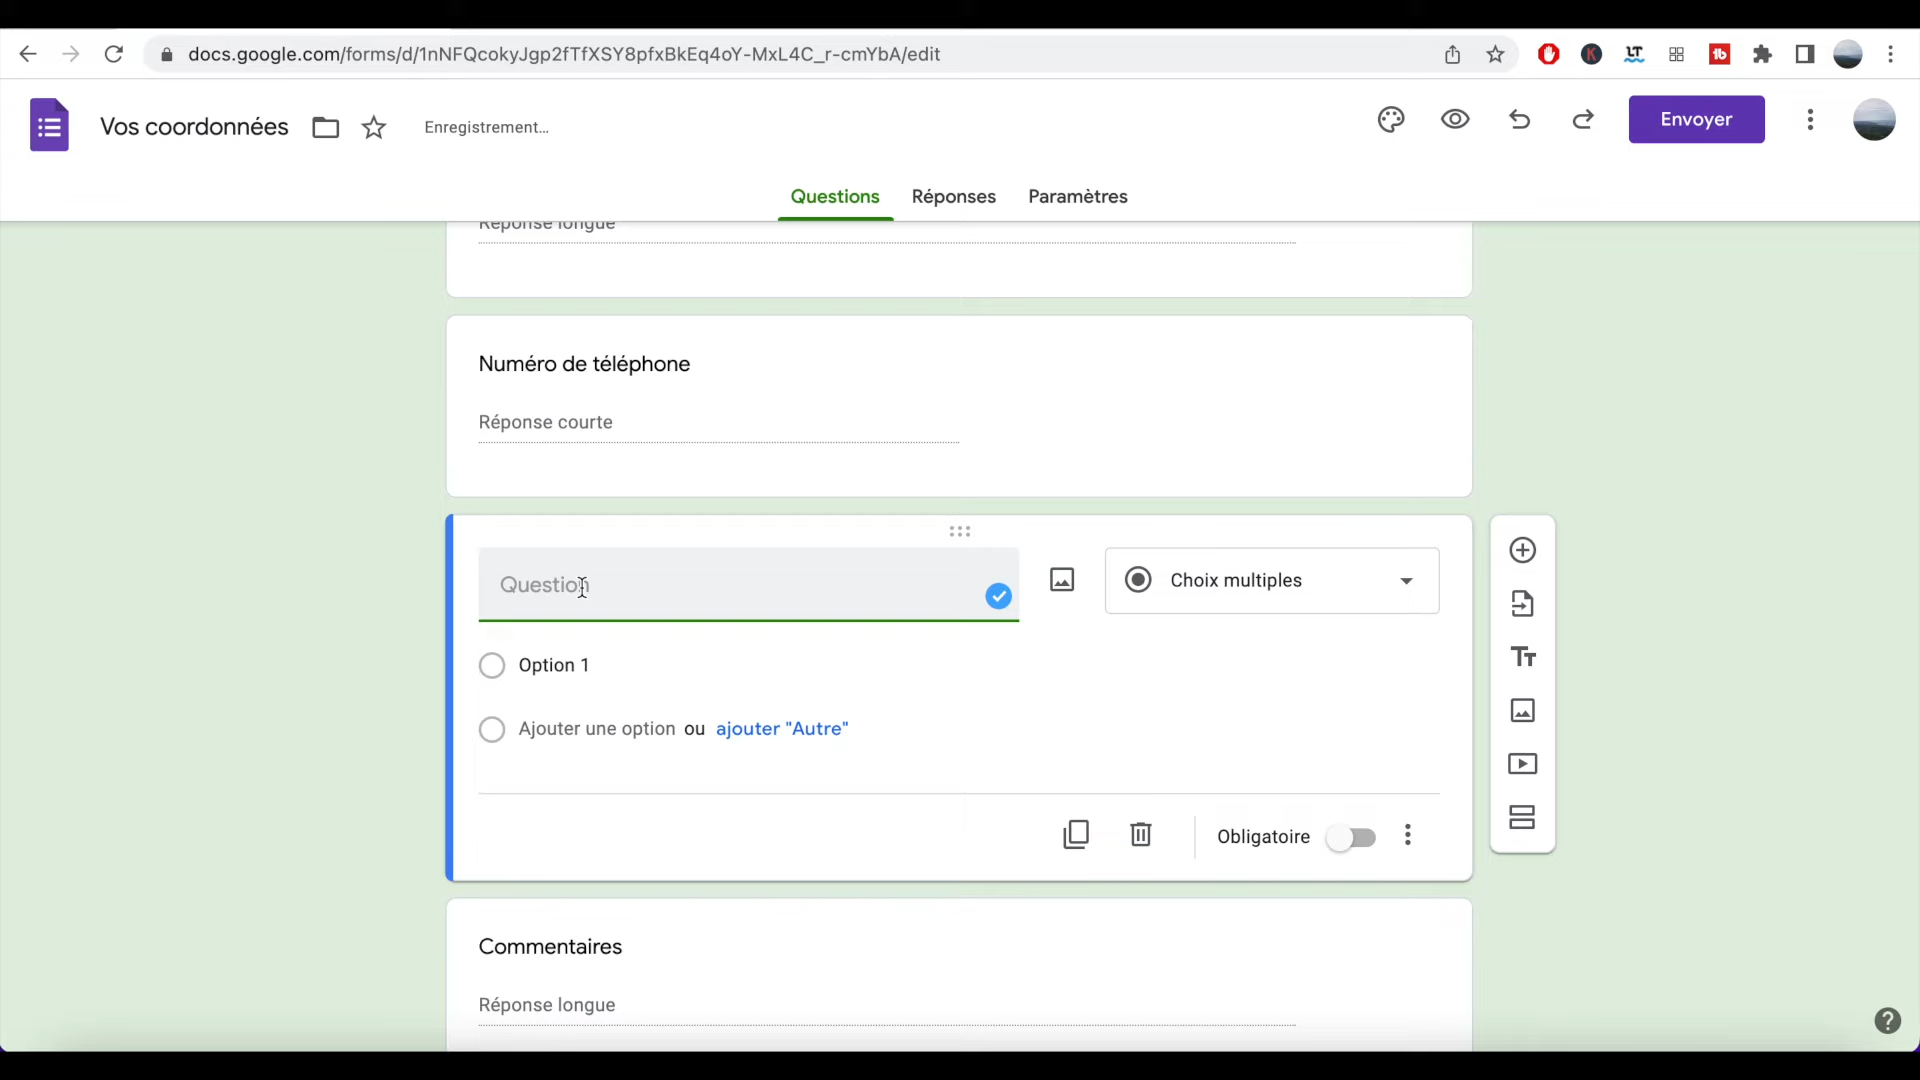 docs.google.com/forms/d/1nNFQcokyJgp2fTfXSY8pfxBkEq4oY-MxL4C_r-cmYbA/edit
Vos coordonnées
Enregistrement…
Envoyer
Questions
Réponses
Paramètres
Réponse longue
Numéro de téléphone
Réponse courte
Question
Choix multiples
Option 1
Ajouter une option ou ajouter "Autre"
Obligatoire
Commentaires
Réponse longue